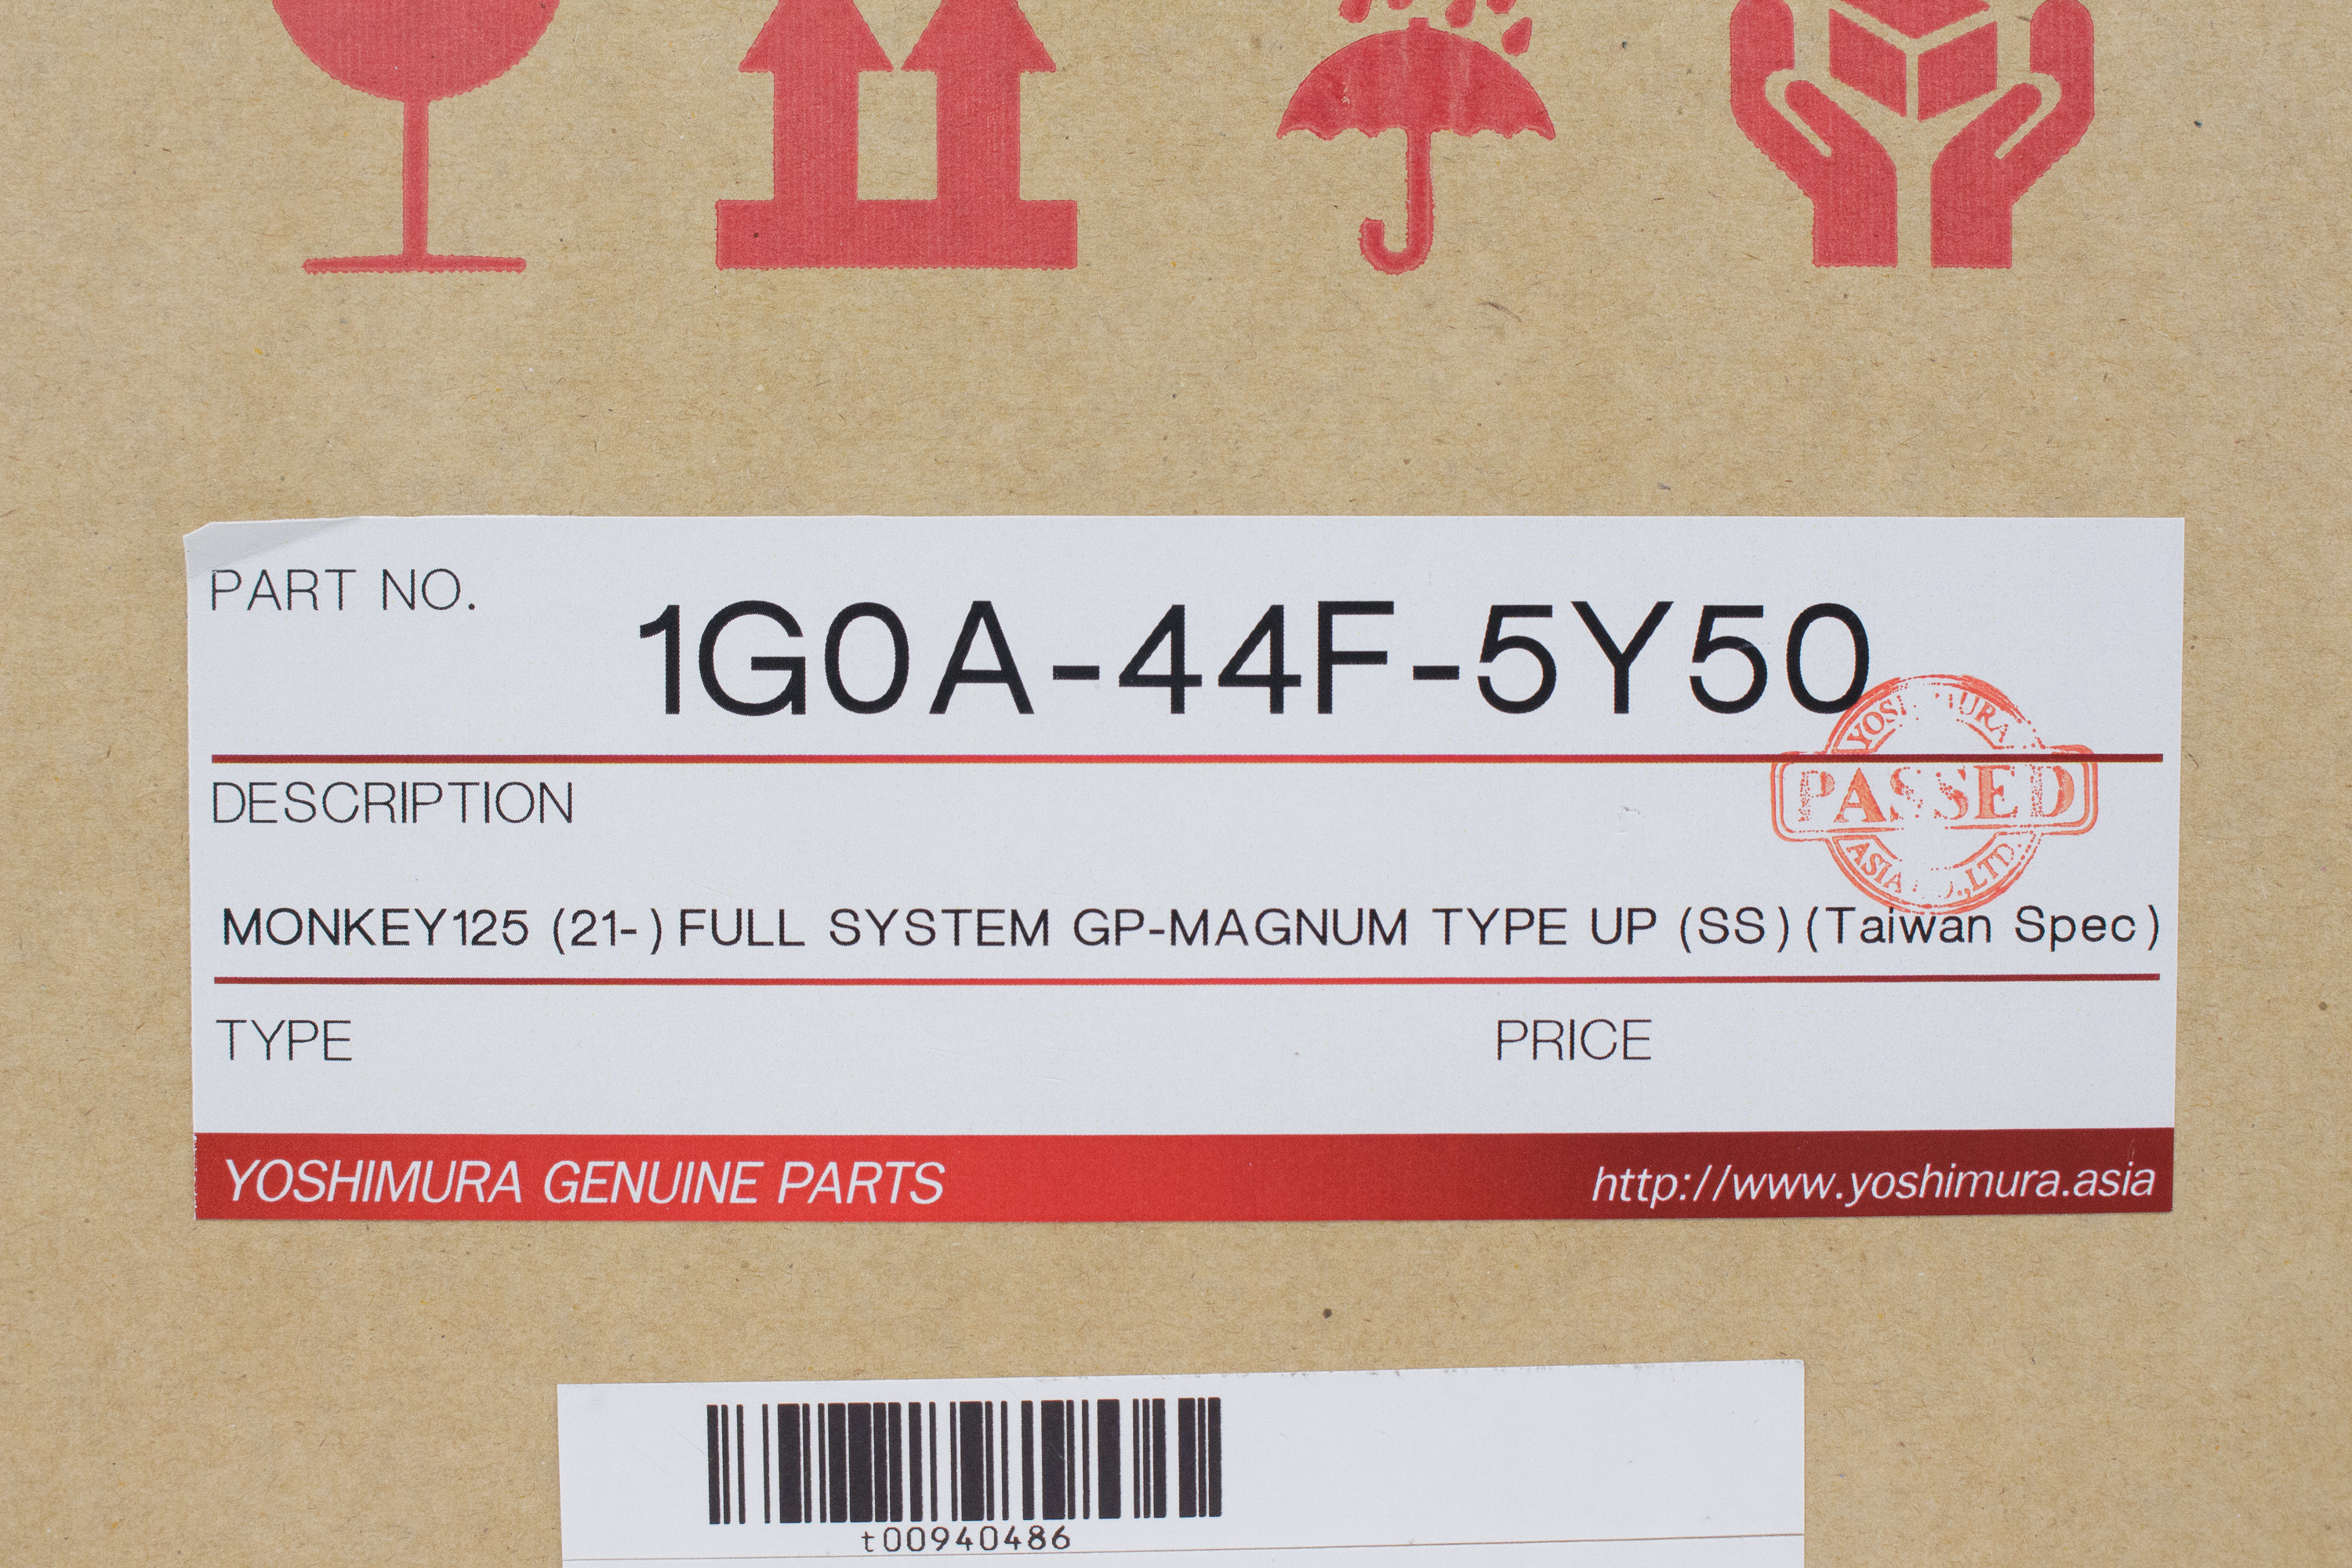 PART NO.
1G0A-44F-5Y50
PASSED
DESCRIPTION
MONKEY125 (21-) FULL SYSTEM GP-MAGNUM TYPE UP (SS) (Taiwan Spec)
TYPE
PRICE
YOSHIMURA GENUINE PARTS
http://www.yoshimura.asia
t00940486